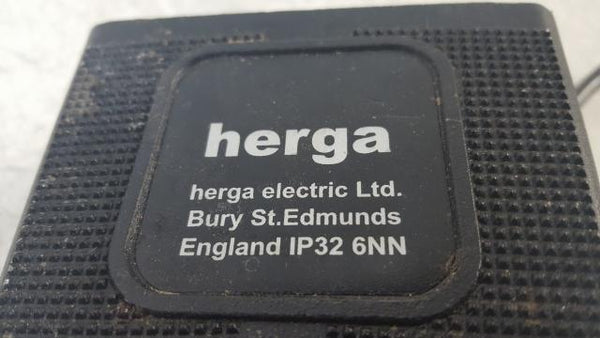 herga
herga electric Ltd.
Bury St.Edmunds
England IP32 6NN